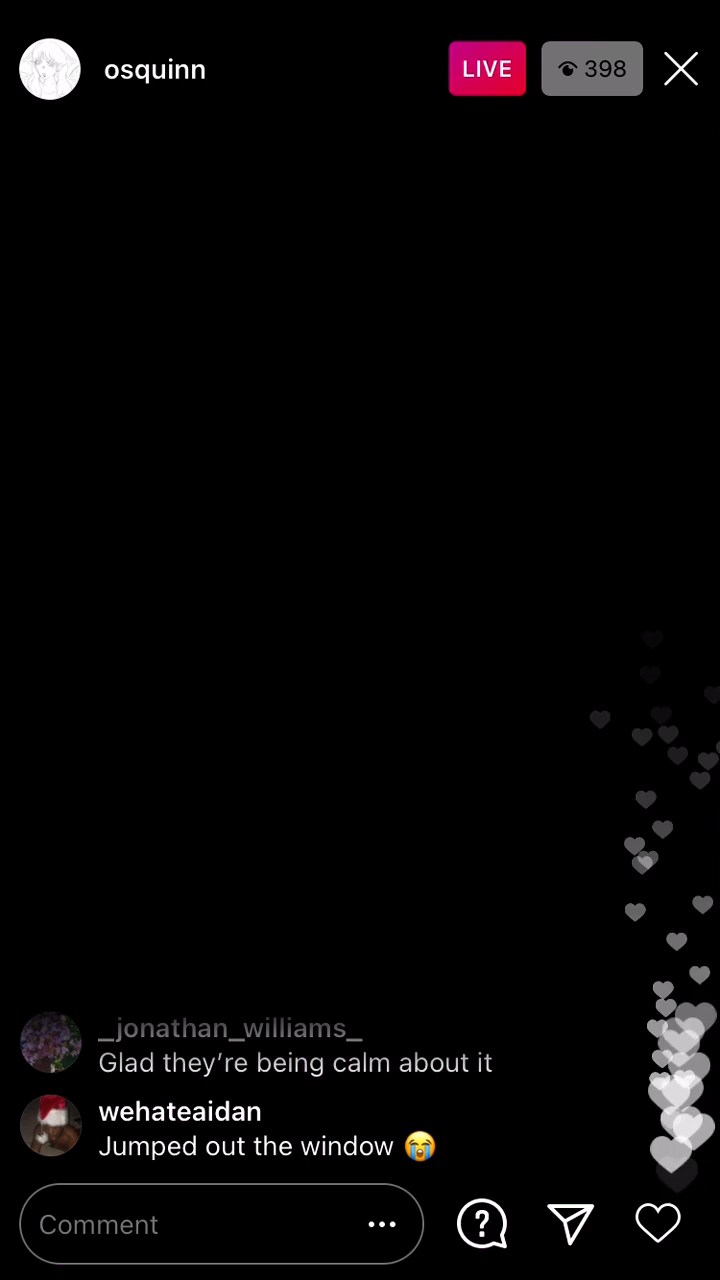 osquinn
LIVE
398
_jonathan_williams_
Glad they’re being calm about it
wehateaidan
Jumped out the window 😭
Comment